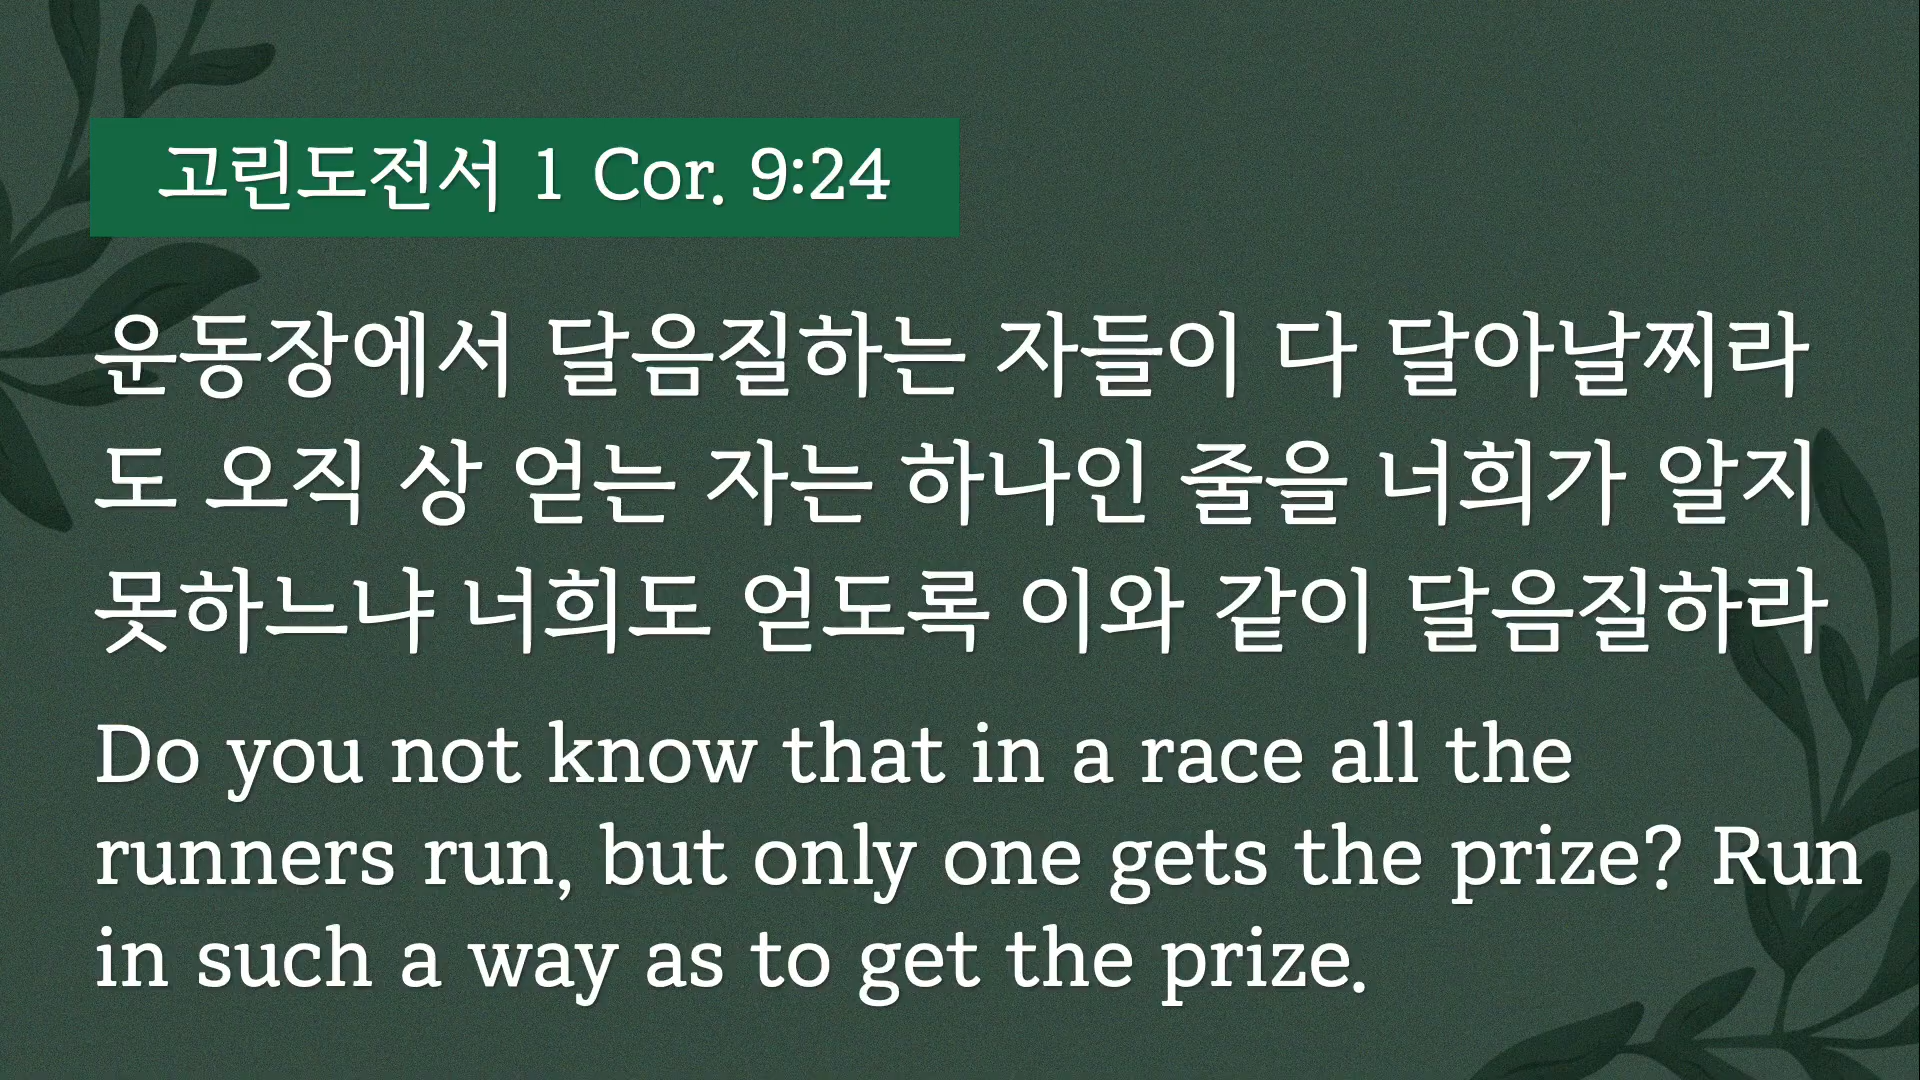 고린도전서 1 Cor. 9:24
운동장에서 달음질하는 자들이 다 달아날찌라
도 오직 상 얻는 자는 하나인 줄을 너희가 알지
못하느냐 너희도 얻도록 이와 같이 달음질하라
Do you not know that in a race all the
runners run, but only one gets the prize? Run
in such a way as to get the prize.